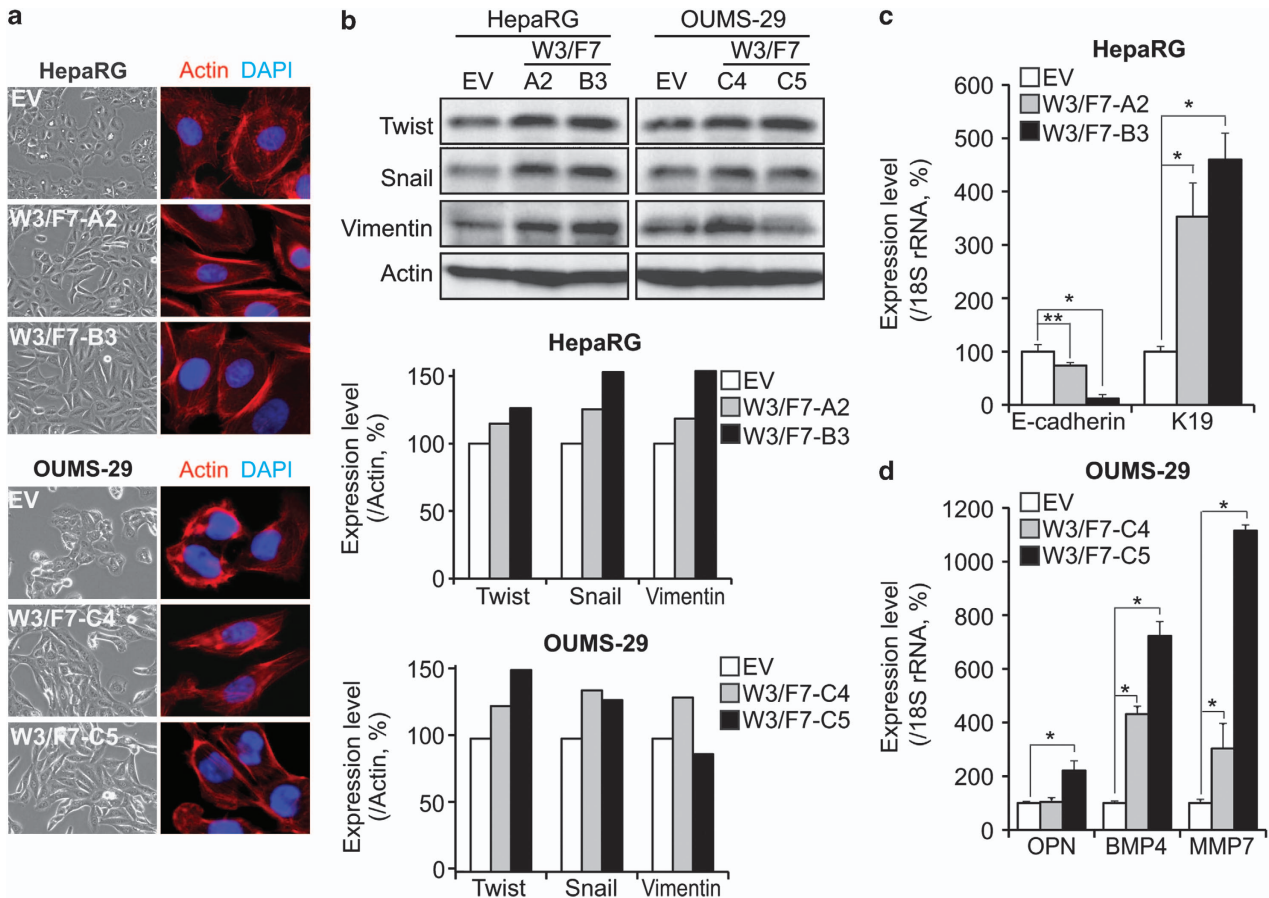 a
HepaRG Actin DAPI
EV
W3/F7-A2
W3/F7-B3
OUMS-29 Actin DAPI
EV
W3/F7-C4
W3/F7-C5
b
HepaRG OUMS-29
W3/F7 W3/F7
EV A2 B3 EV C4 C5
Twist
Snail
Vimentin
Actin
HepaRG
Expression level
(/Actin, %)
150
100
50
0
EV
W3/F7-A2
W3/F7-B3
Twist Snail Vimentin
OUMS-29
Expression level
(/Actin, %)
150
100
50
0
EV
W3/F7-C4
W3/F7-C5
Twist Snail Vimentin
c
HepaRG
Expression level
(/18S rRNA, %)
600
500
400
300
200
100
0
EV
W3/F7-A2
W3/F7-B3
*
**
*
*
E-cadherin K19
d
OUMS-29
Expression level
(/18S rRNA, %)
1200
1000
800
600
400
200
0
EV
W3/F7-C4
W3/F7-C5
*
*
*
*
*
OPN BMP4 MMP7